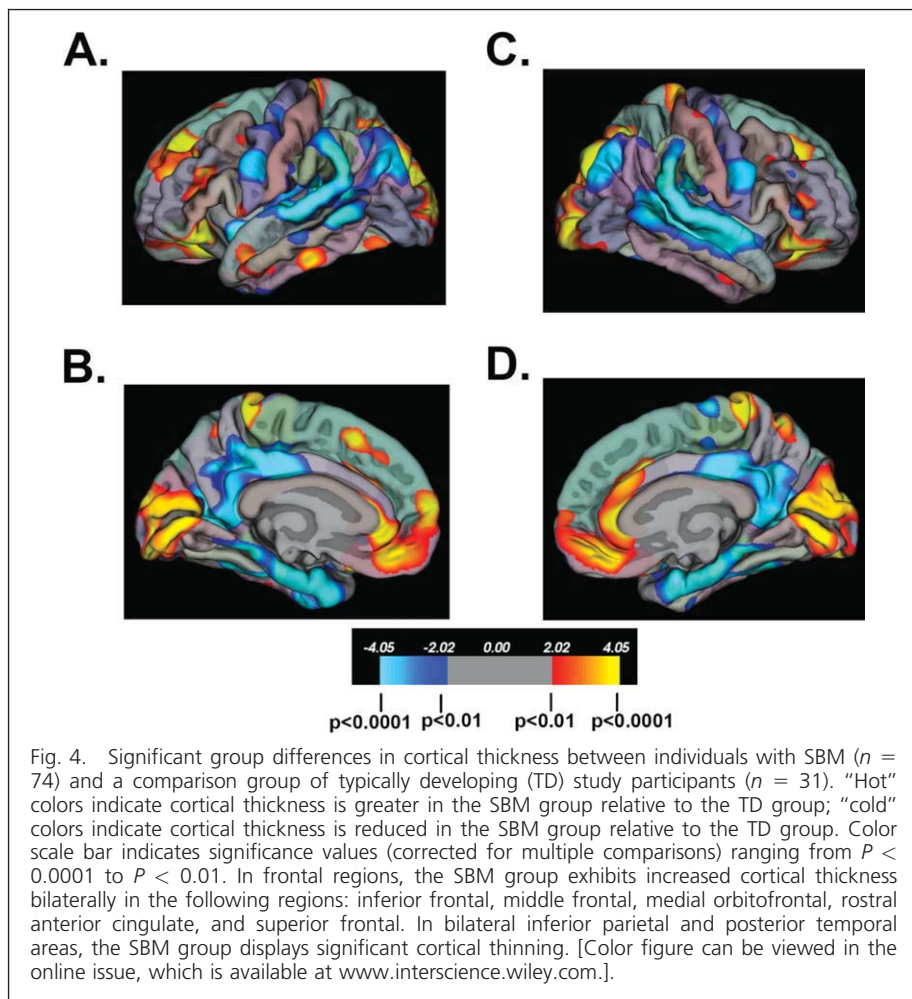 A.
C.
B.
D.
-4.05 -2.02 0.00 2.02 4.05
p<0.0001 p<0.01 p<0.01 p<0.0001
Fig. 4. Significant group differences in cortical thickness between individuals with SBM (n =
74) and a comparison group of typically developing (TD) study participants (n = 31). “Hot”
colors indicate cortical thickness is greater in the SBM group relative to the TD group; “cold”
colors indicate cortical thickness is reduced in the SBM group relative to the TD group. Color
scale bar indicates significance values (corrected for multiple comparisons) ranging from P <
0.0001 to P < 0.01. In frontal regions, the SBM group exhibits increased cortical thickness
bilaterally in the following regions: inferior frontal, middle frontal, medial orbitofrontal, rostral
anterior cingulate, and superior frontal. In bilateral inferior parietal and posterior temporal
areas, the SBM group displays significant cortical thinning. [Color figure can be viewed in the
online issue, which is available at www.interscience.wiley.com.].